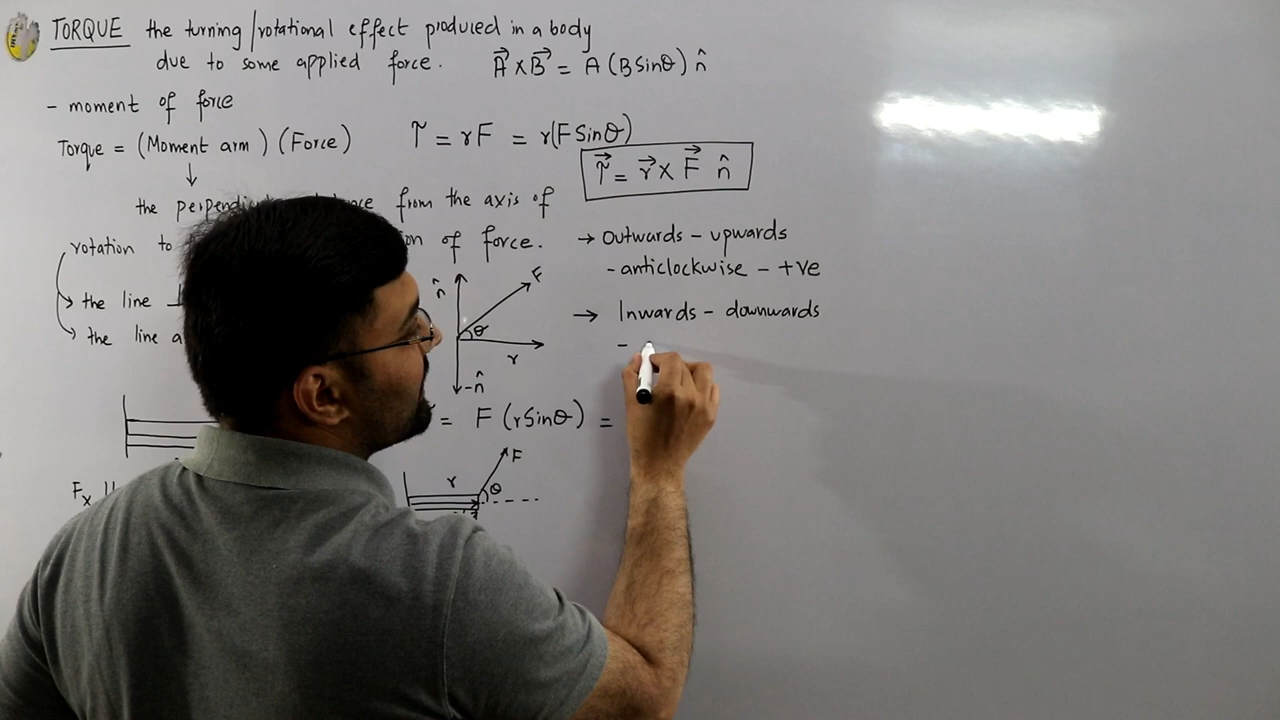 TORQUE the turning/rotational effect produced in a body
due to some applied force. A⃗ × B⃗ = A (B Sinθ) n̂
- moment of force
Torque = (Moment arm) (Force) τ = rF = r(F Sinθ)
τ⃗ = r⃗ × F⃗ n̂
the from the axis of
rotation to of force.
→ Outwards - upwards
- anticlockwise - +ve
the line
the line
n̂ F θ r -n̂
→ Inwards - downwards
-
= F (r Sinθ) =
r F θ
Fx